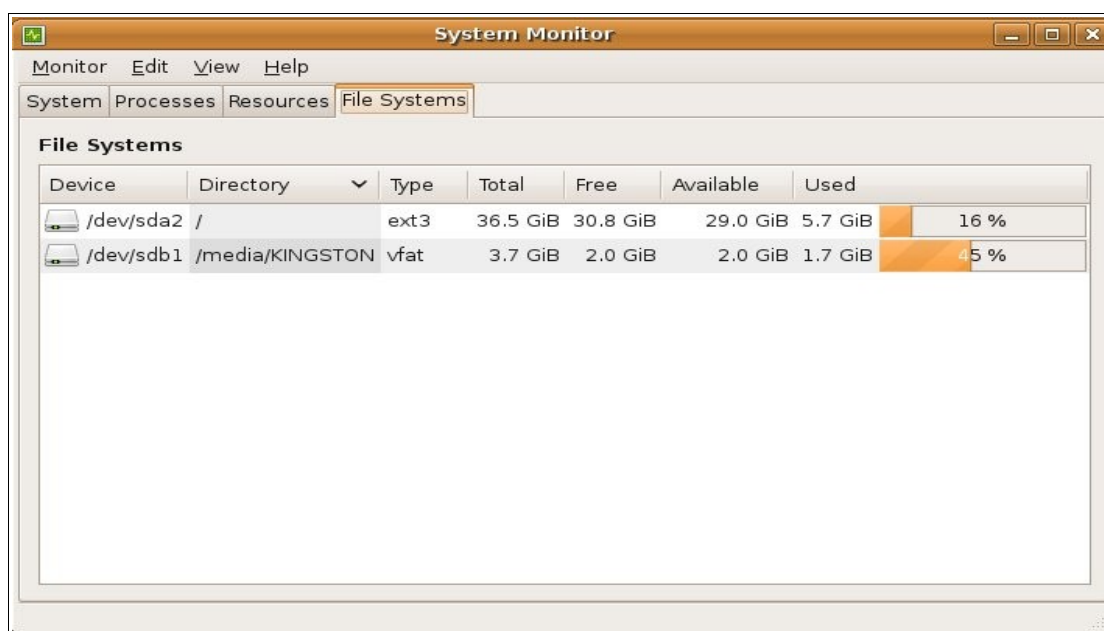 System Monitor
Monitor Edit View Help
System Processes Resources File Systems
File Systems
Device Directory Type Total Free Available Used
/dev/sda2 / ext3 36.5 GiB 30.8 GiB 29.0 GiB 5.7 GiB 16 %
/dev/sdb1 /media/KINGSTON vfat 3.7 GiB 2.0 GiB 2.0 GiB 1.7 GiB 45 %